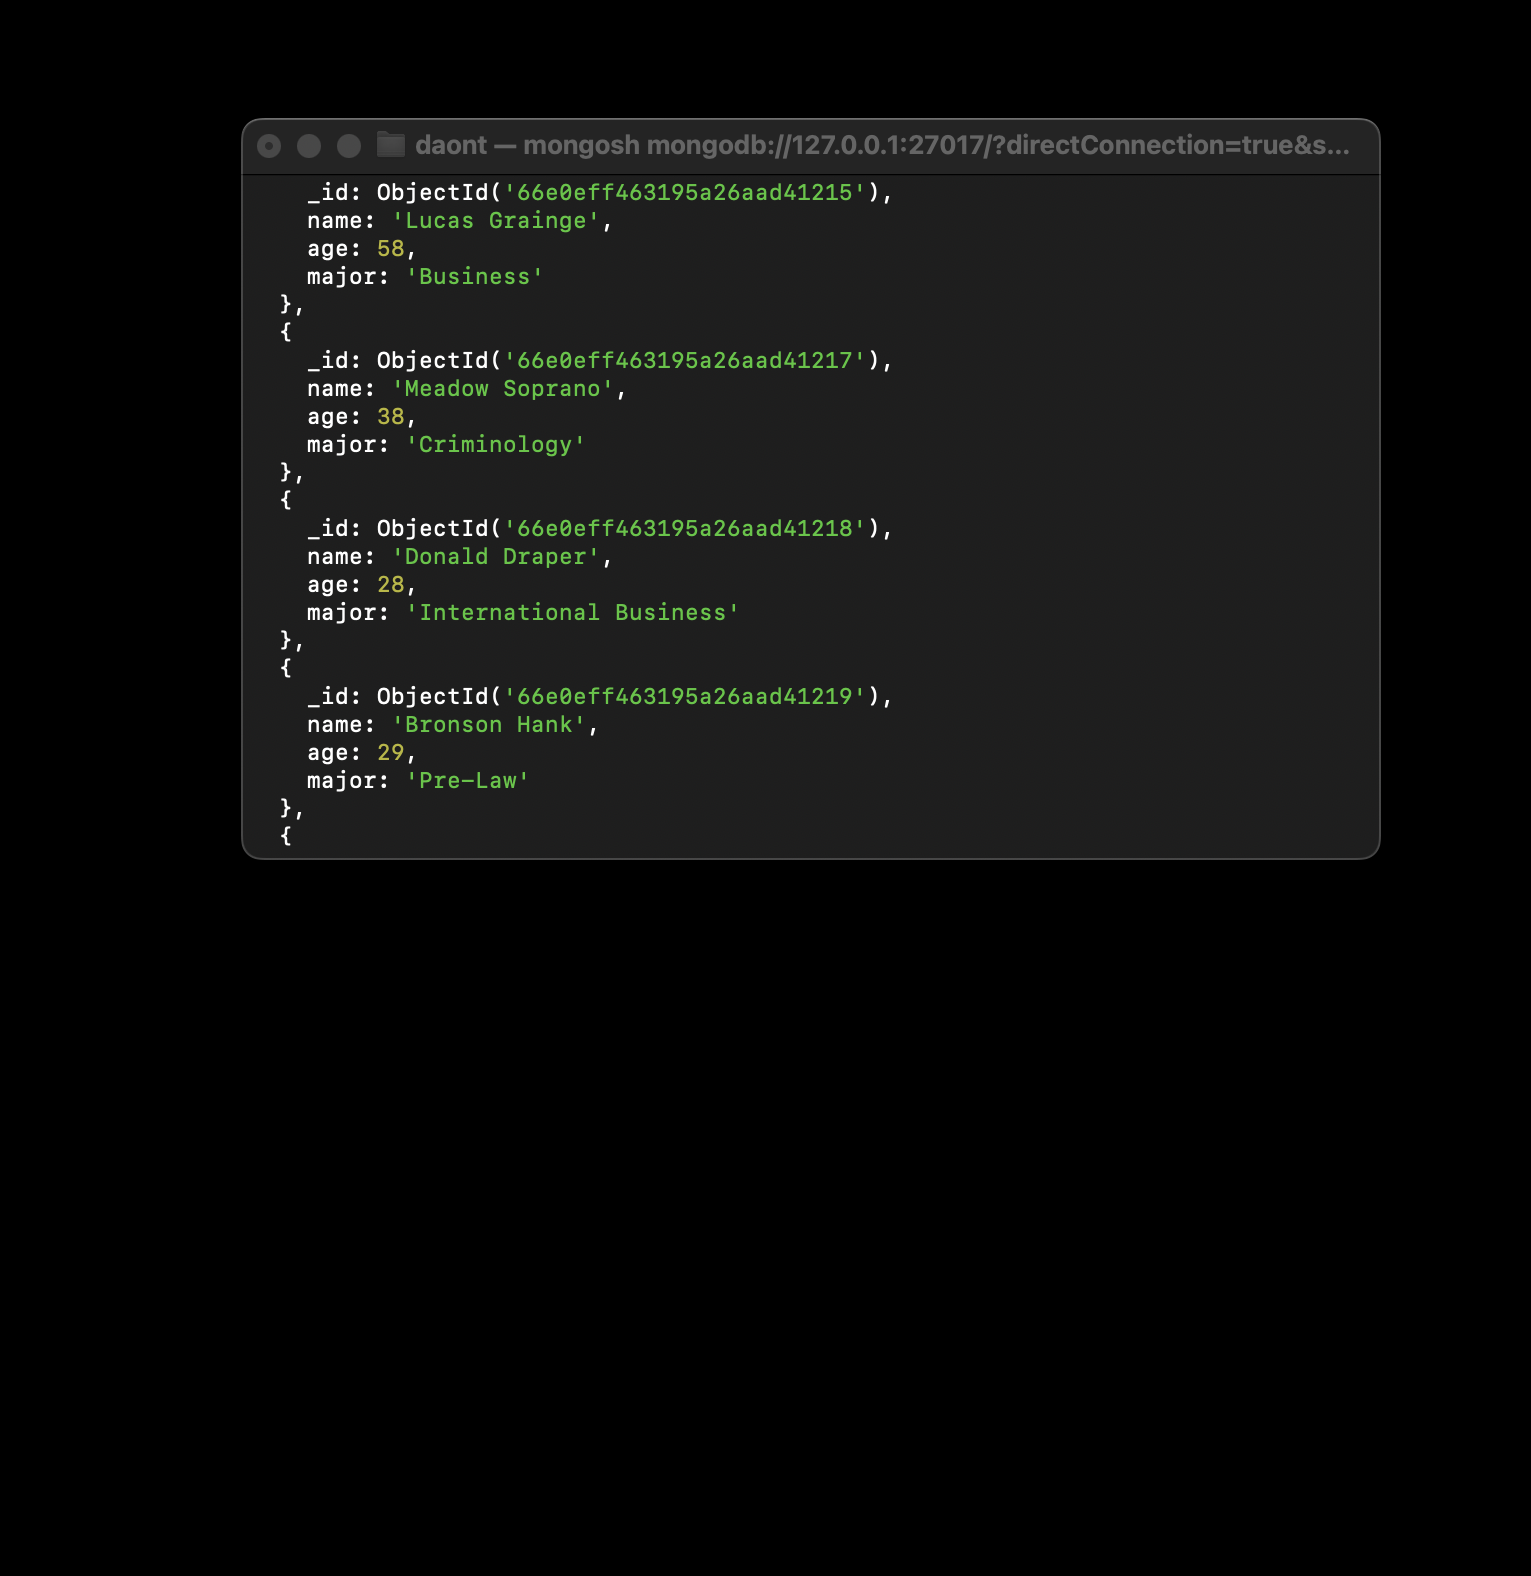 daont — mongosh mongodb://127.0.0.1:27017/?directConnection=true&s...
_id: ObjectId('66e0eff463195a26aad41215'),
name: 'Lucas Grainge',
age: 58,
major: 'Business'
},
{
_id: ObjectId('66e0eff463195a26aad41217'),
name: 'Meadow Soprano',
age: 38,
major: 'Criminology'
},
{
_id: ObjectId('66e0eff463195a26aad41218'),
name: 'Donald Draper',
age: 28,
major: 'International Business'
},
{
_id: ObjectId('66e0eff463195a26aad41219'),
name: 'Bronson Hank',
age: 29,
major: 'Pre-Law'
},
{